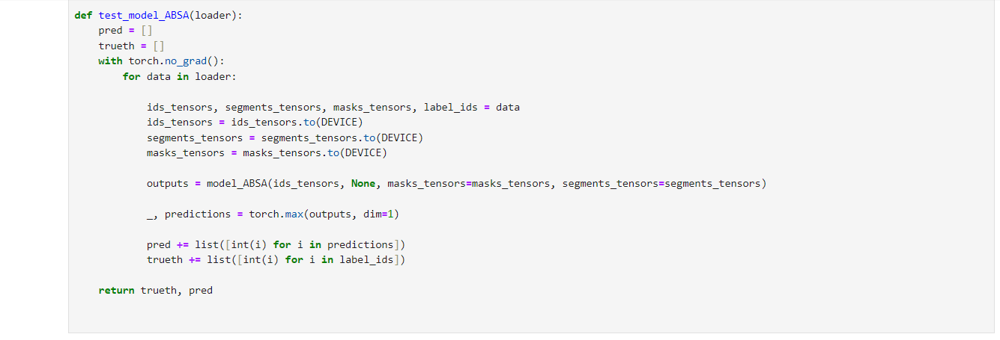 def test_model_ABSA(loader):
    pred = []
    trueth = []
    with torch.no_grad():
        for data in loader:

            ids_tensors, segments_tensors, masks_tensors, label_ids = data
            ids_tensors = ids_tensors.to(DEVICE)
            segments_tensors = segments_tensors.to(DEVICE)
            masks_tensors = masks_tensors.to(DEVICE)

            outputs = model_ABSA(ids_tensors, None, masks_tensors=masks_tensors, segments_tensors=segments_tensors)

            _, predictions = torch.max(outputs, dim=1)

            pred += list([int(i) for i in predictions])
            trueth += list([int(i) for i in label_ids])

    return trueth, pred